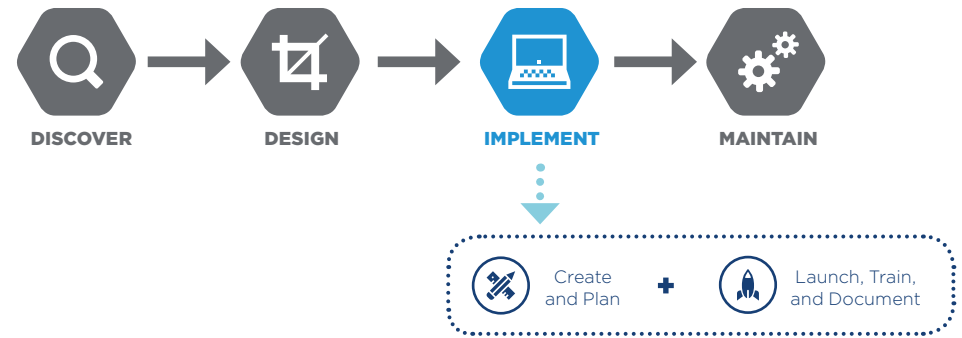 DISCOVER
DESIGN
IMPLEMENT
MAINTAIN
Create
and Plan
Launch, Train,
and Document